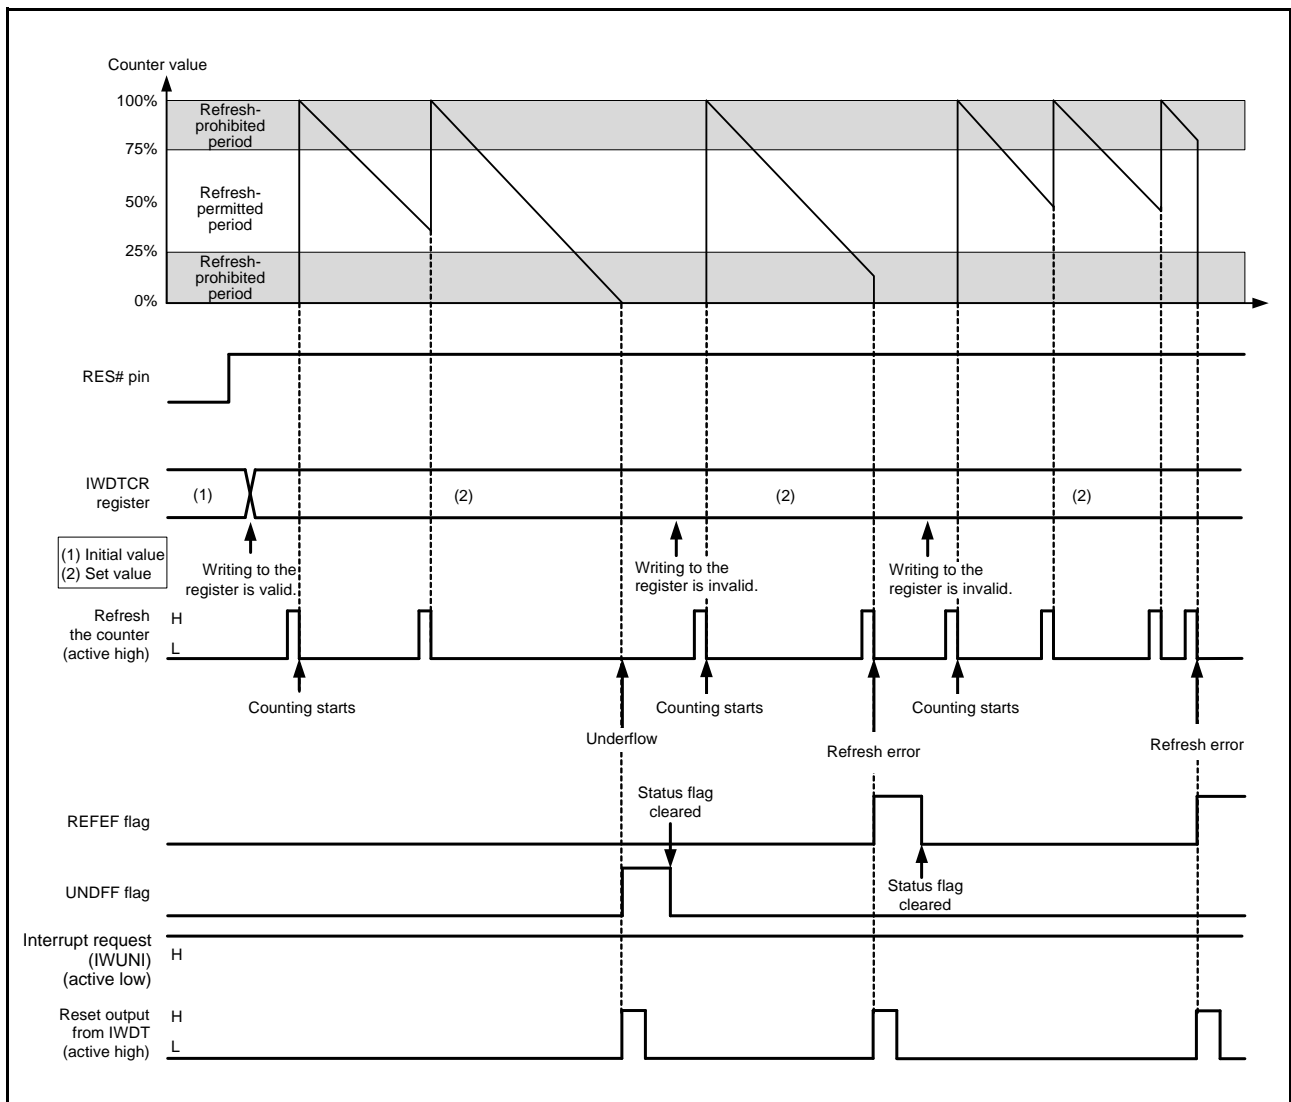 Counter value
100%
Refresh-
prohibited
period
75%
Refresh-
permitted
period
50%
25%
Refresh-
prohibited
period
0%
RES# pin
IWDTCR
register
(1)
(2)
(2)
(2)
(1) Initial value
(2) Set value
Writing to the
register is valid.
Writing to the
register is invalid.
Writing to the
register is invalid.
Refresh
the counter
(active high)
H
L
Counting starts
Counting starts
Counting starts
Underflow
Refresh error
Refresh error
Status flag
cleared
REFEF flag
Status flag
cleared
UNDFF flag
Interrupt request
(IWUNI)
(active low)
H
Reset output
from IWDT
(active high)
H
L